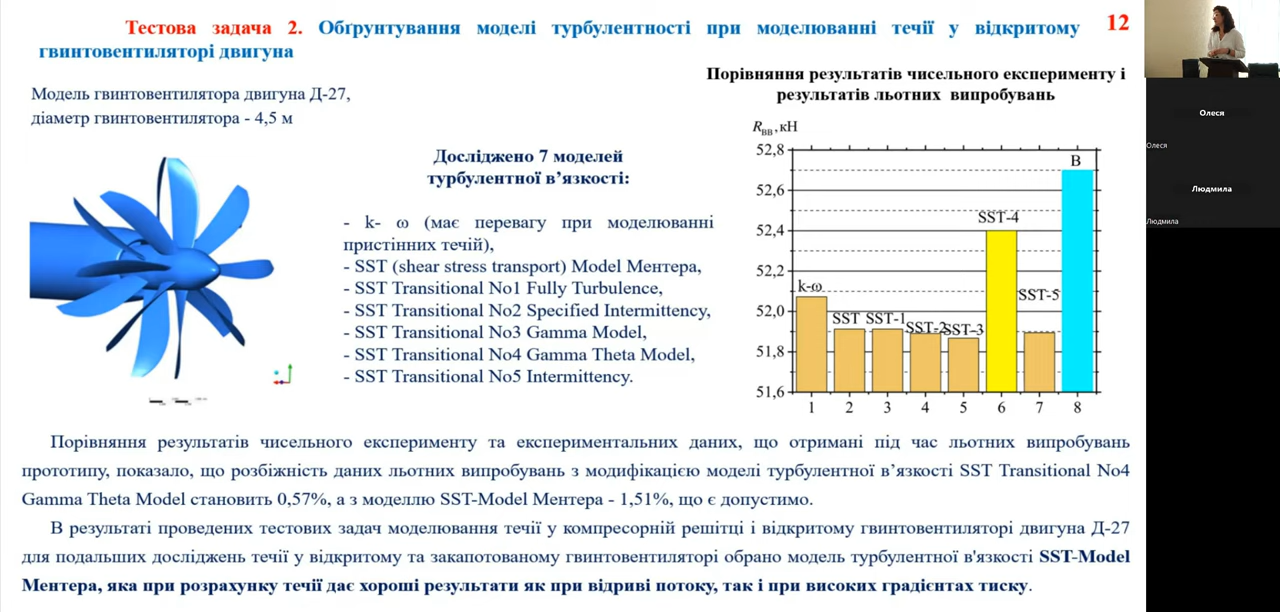 Тестова задача 2. Обґрунтування моделі турбулентності при моделюванні течії у відкритому
гвинтовентиляторі двигуна
12
Модель гвинтовентилятора двигуна Д-27,
діаметр гвинтовентилятора - 4,5 м
Досліджено 7 моделей
турбулентної в’язкості:
- k- ω (має перевагу при моделюванні
пристінних течій),
- SST (shear stress transport) Model Ментера,
- SST Transitional No1 Fully Turbulence,
- SST Transitional No2 Specified Intermittency,
- SST Transitional No3 Gamma Model,
- SST Transitional No4 Gamma Theta Model,
- SST Transitional No5 Intermittency.
Порівняння результатів чисельного експерименту і
результатів льотних випробувань
RВВ,кН
52,8
52,6
52,4
52,2
52,0
51,8
51,6
k-ω
SST
SST-1
SST-2
SST-3
SST-4
SST-5
В
1 2 3 4 5 6 7 8
Порівняння результатів чисельного експерименту та експериментальних даних, що отримані під час льотних випробувань
прототипу, показало, що розбіжність даних льотних випробувань з модифікацією моделі турбулентної в’язкості SST Transitional No4
Gamma Theta Model становить 0,57%, а з моделлю SST-Model Ментера - 1,51%, що є допустимо.
В результаті проведених тестових задач моделювання течії у компресорній решітці і відкритому гвинтовентиляторі двигуна Д-27
для подальших досліджень течії у відкритому та закапотованому гвинтовентиляторі обрано модель турбулентної в'язкості SST-Model
Ментера, яка при розрахунку течії дає хороші результати як при відриві потоку, так і при високих градієнтах тиску.
Олеся
Олеся
Людмила
Людмила